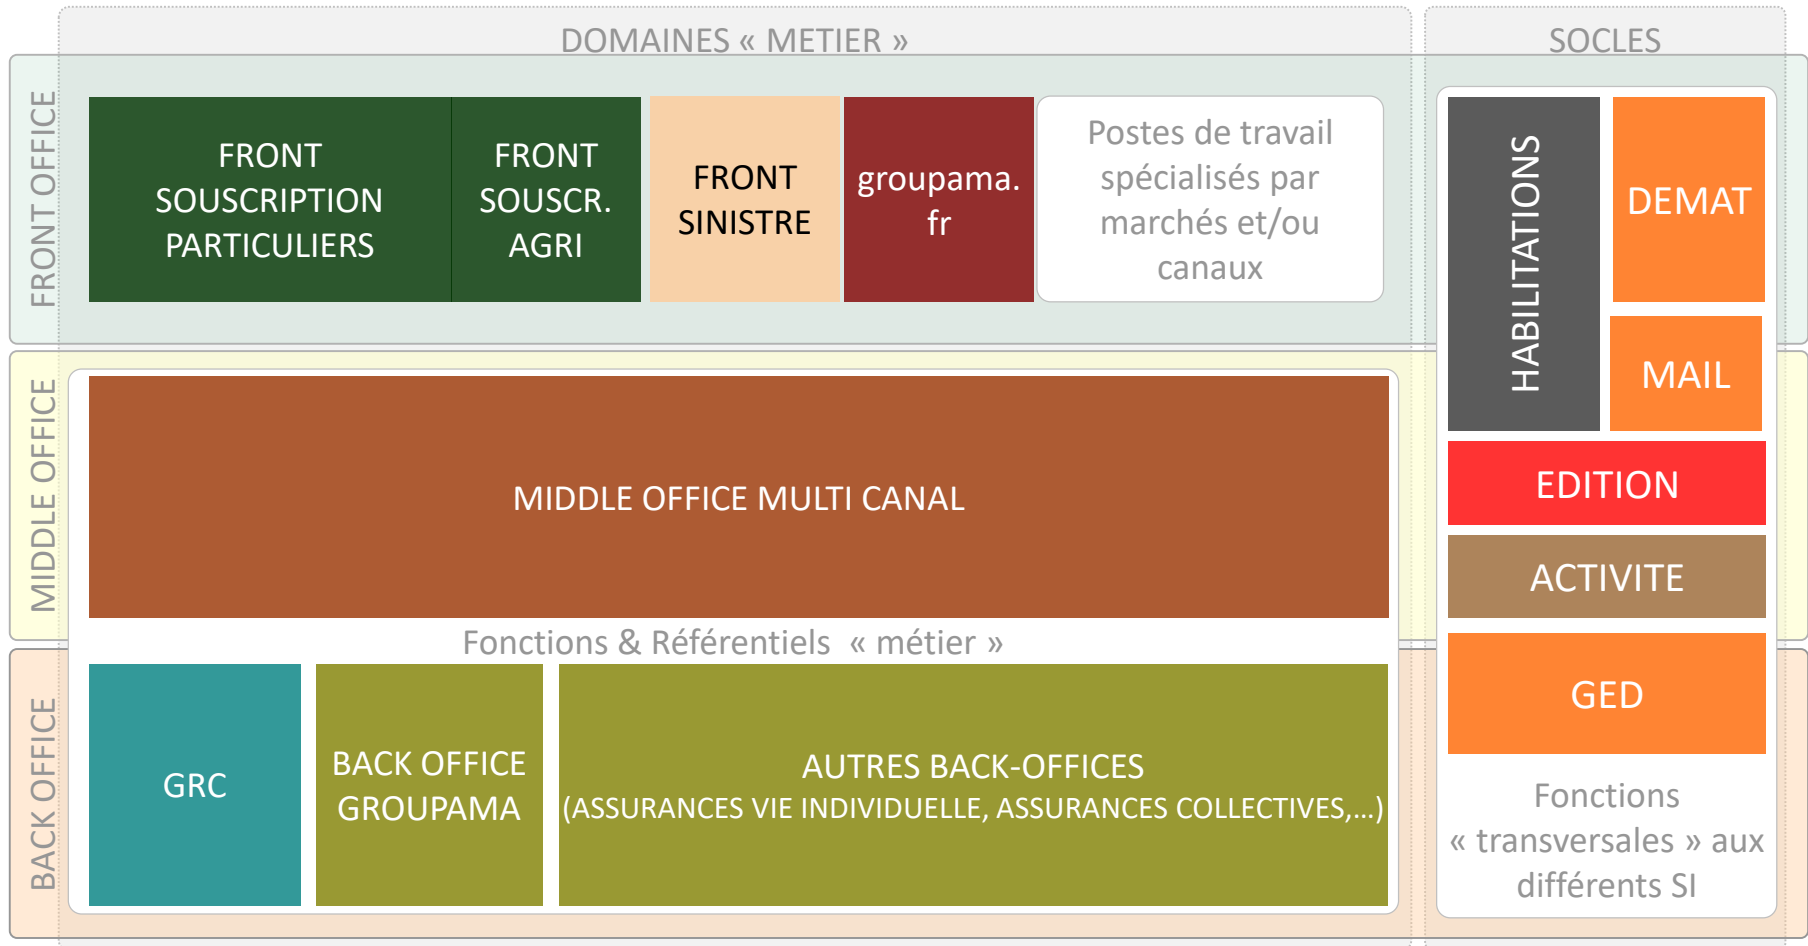 DOMAINES « METIER »
SOCLES
FRONT OFFICE
FRONT
SOUSCRIPTION
PARTICULIERS
FRONT
SOUSCR.
AGRI
FRONT
SINISTRE
groupama.
fr
Postes de travail
spécialisés par
marchés et/ou
canaux
HABILITATIONS
DEMAT
MAIL
MIDDLE OFFICE
MIDDLE OFFICE MULTI CANAL
EDITION
ACTIVITE
Fonctions & Référentiels « métier »
BACK OFFICE
GRC
BACK OFFICE
GROUPAMA
AUTRES BACK-OFFICES
(ASSURANCES VIE INDIVIDUELLE, ASSURANCES COLLECTIVES,...)
GED
Fonctions
« transversales » aux
différents SI